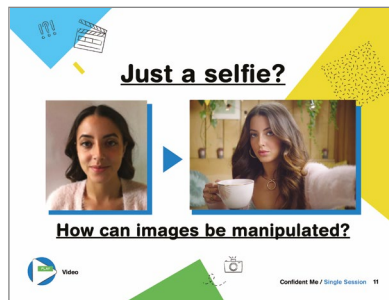 Just a selfie?
How can images be manipulated?
Video
Confident Me / Single Session 11